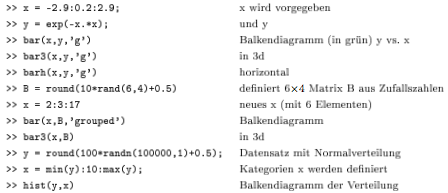 >> x = -2.9:0.2:2.9; x wird vorgegeben
>> y = exp(-x.*x); und y
>> bar(x,y,'g') Balkendiagramm (in grün) y vs. x
>> bar3(x,y,'g') in 3d
>> barh(x,y,'g') horizontal
>> B = round(10*rand(6,4)+0.5) definiert 6×4 Matrix B aus Zufallszahlen
>> x = 2:3:17 neues x (mit 6 Elementen)
>> bar(x,B,'grouped') Balkendiagramm
>> bar3(x,B) in 3d
>> y = round(100*randn(100000,1)+0.5); Datensatz mit Normalverteilung
>> x = min(y):10:max(y); Kategorien x werden definiert
>> hist(y,x) Balkendiagramm der Verteilung